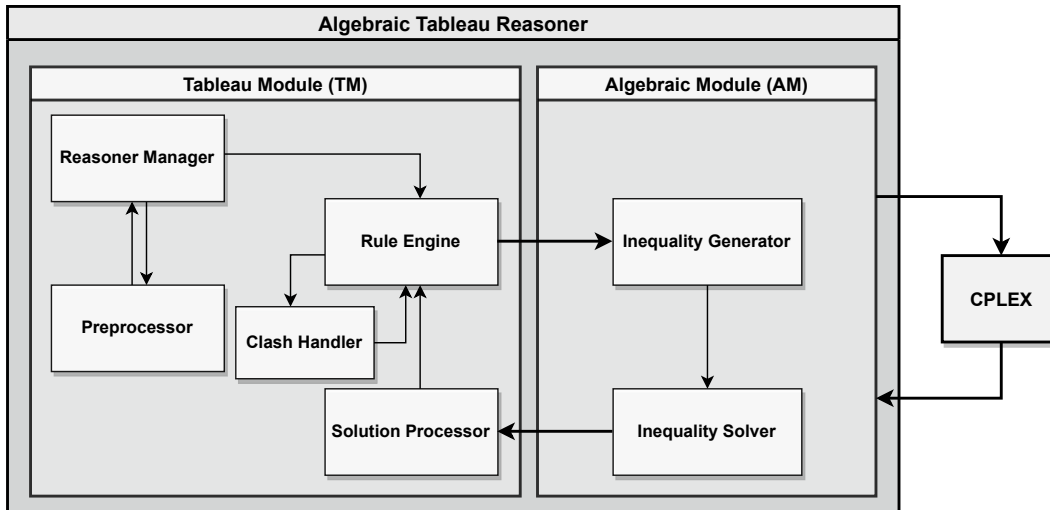 Algebraic Tableau Reasoner
Tableau Module (TM)
Algebraic Module (AM)
Reasoner Manager
Rule Engine
Inequality Generator
CPLEX
Preprocessor
Clash Handler
Solution Processor
Inequality Solver